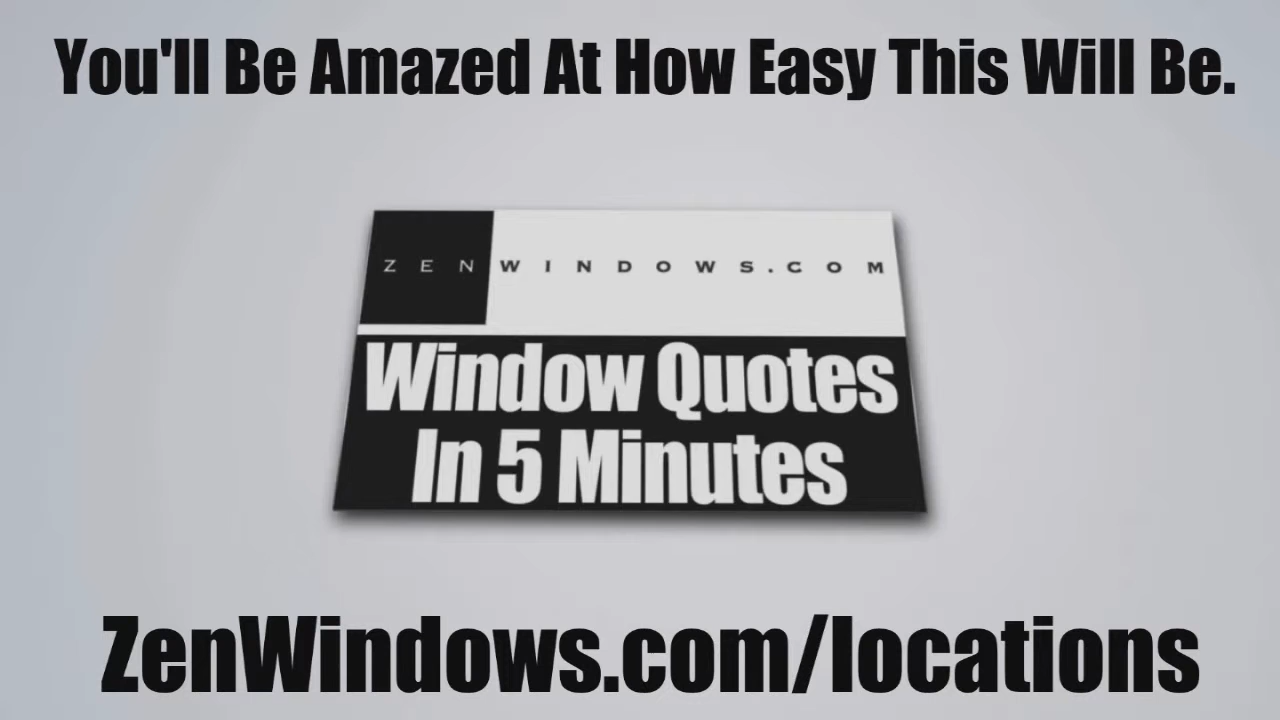 You'll Be Amazed At How Easy This Will Be.
ZENWINDOWS.COM
Window Quotes
In 5 Minutes
ZenWindows.com/locations